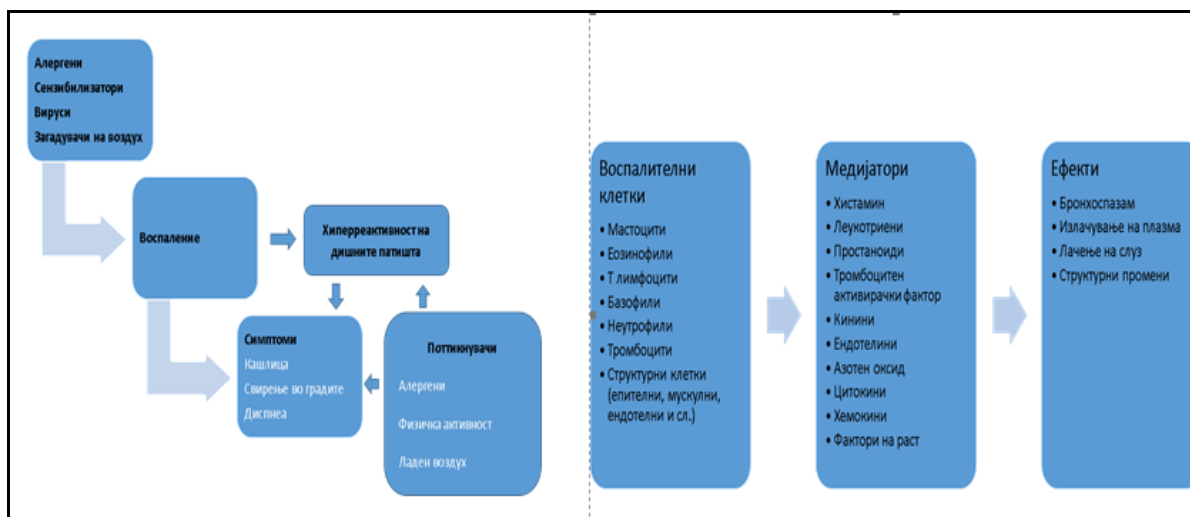 Алергени
Сензибилизатори
Вируси
Загадувачи на воздух
Воспаление
Хиперреактивност на
дишните патишта
Симптоми
Кашлица
Свирење во градите
Диспнеа
Поттикнувачи
Алергени
Физичка активност
Ладен воздух
Воспалителни
клетки
• Мастоцити
• Еозинофили
• Т лимфоцити
• Базофили
• Неутрофили
• Тромбоцити
• Структурни клетки
(епителни, мускулни,
ендотелни и сл.)
Медијатори
• Хистамин
• Леукотриени
• Простаноиди
• Тромбоцитен
активирачки фактор
• Кинини
• Ендотелини
• Азотен оксид
• Цитокини
• Хемокини
• Фактори на раст
Ефекти
• Бронхоспазам
• Излачување на плазма
• Лачење на слуз
• Структурни промени